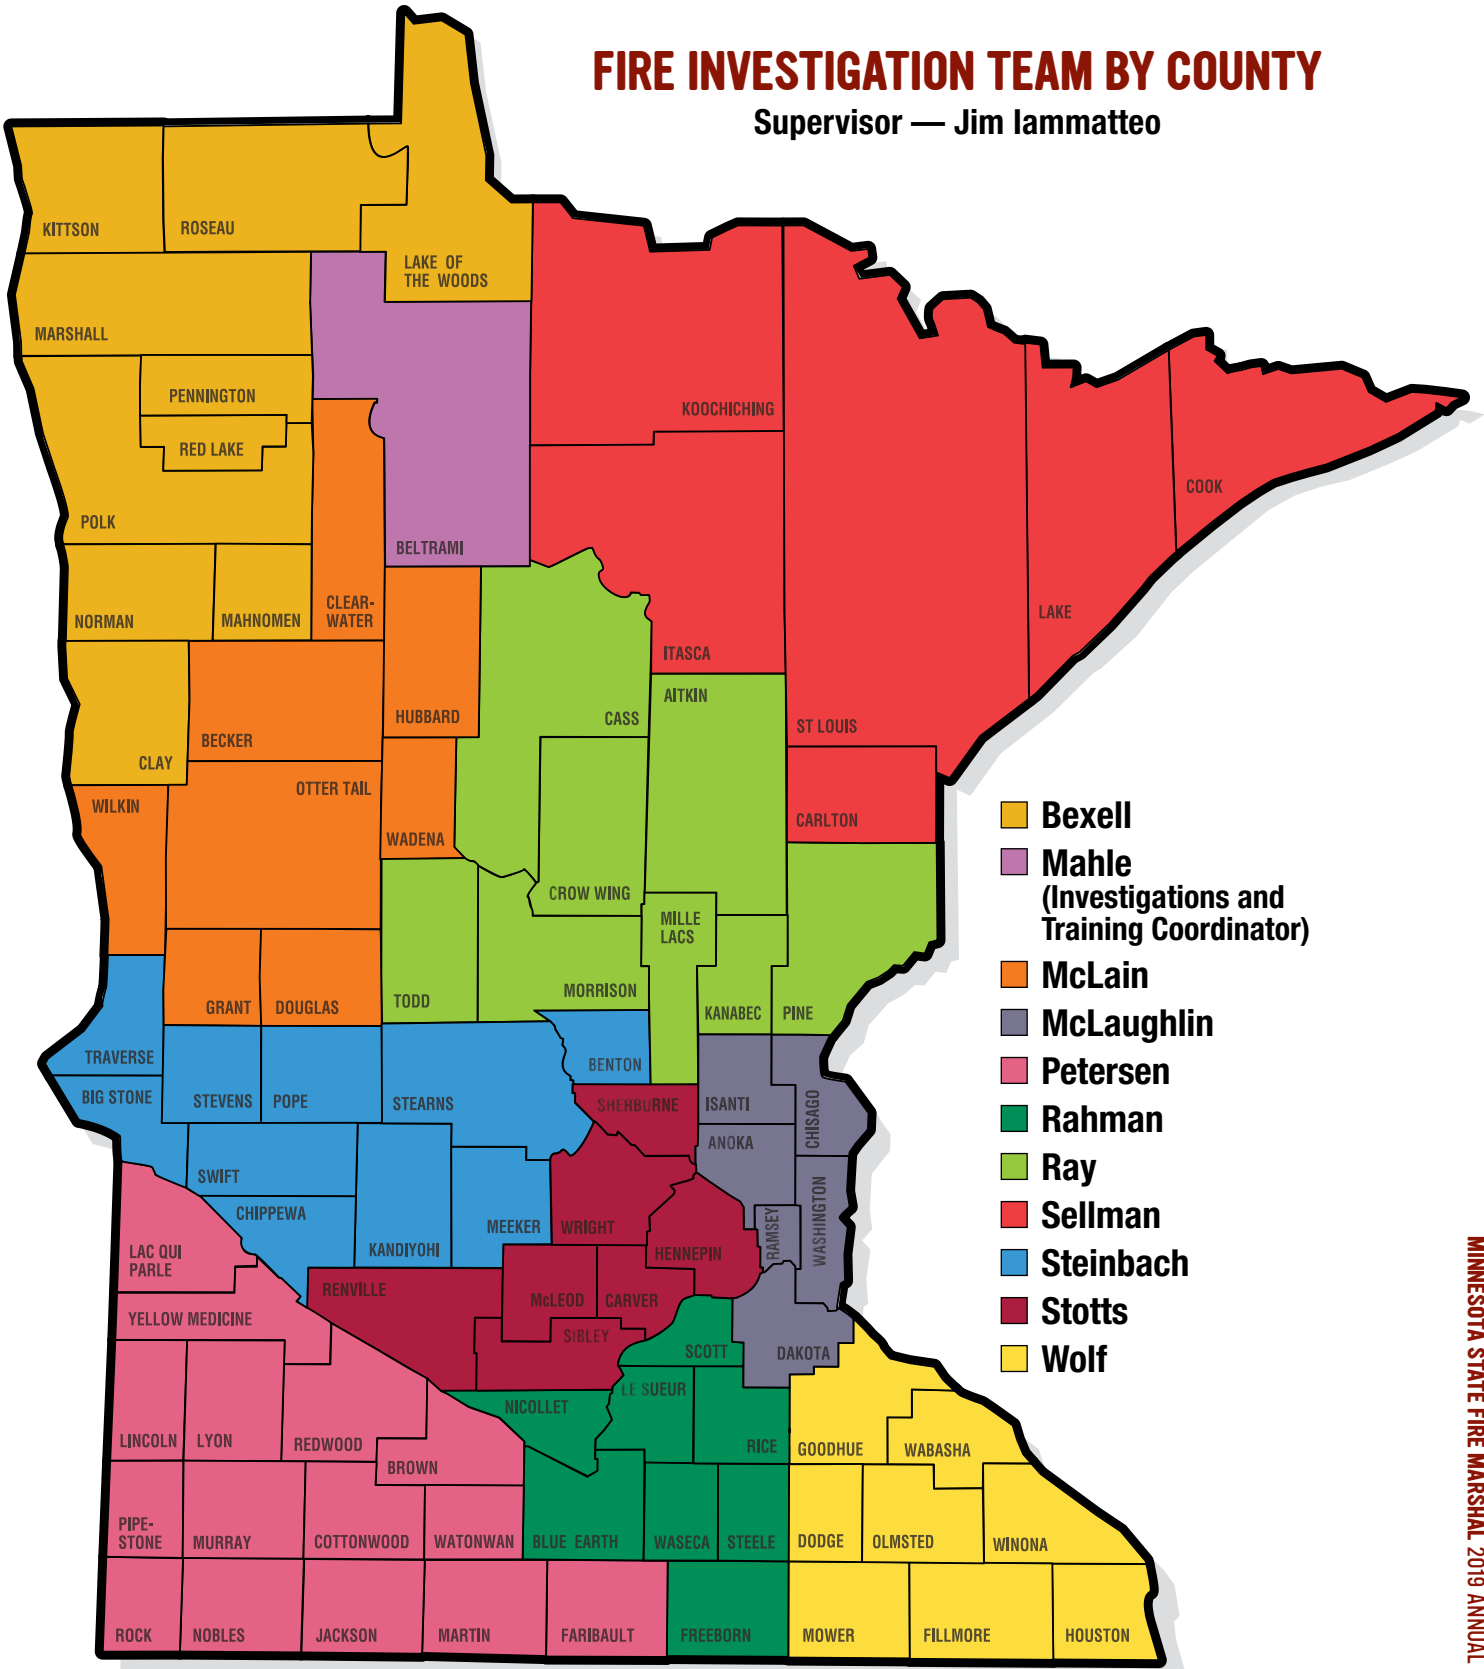 FIRE INVESTIGATION TEAM BY COUNTY
Supervisor — Jim Iammatteo
KITTSON
ROSEAU
LAKE OF
THE WOODS
MARSHALL
PENNINGTON
RED LAKE
KOOCHICHING
COOK
POLK
BELTRAMI
CLEAR-
WATER
NORMAN
MAHNOMEN
LAKE
ITASCA
AITKIN
HUBBARD
CASS
ST LOUIS
BECKER
CLAY
OTTER TAIL
WILKIN
WADENA
CARLTON
CROW WING
MILLE
LACS
GRANT
DOUGLAS
TODD
MORRISON
KANABEC
PINE
TRAVERSE
BENTON
BIG STONE
STEVENS
POPE
STEARNS
SHERBURNE
ISANTI
CHISAGO
ANOKA
SWIFT
CHIPPEWA
KANDIYOHI
MEEKER
WRIGHT
HENNEPIN
RAMSEY
WASHINGTON
LAC QUI
PARLE
RENVILLE
McLEOD
CARVER
YELLOW MEDICINE
SIBLEY
SCOTT
DAKOTA
LE SUEUR
NICOLLET
LINCOLN
LYON
REDWOOD
BROWN
RICE
GOODHUE
WABASHA
PIPE-
STONE
MURRAY
COTTONWOOD
WATONWAN
BLUE EARTH
WASECA
STEELE
DODGE
OLMSTED
WINONA
ROCK
NOBLES
JACKSON
MARTIN
FARIBAULT
FREEBORN
MOWER
FILLMORE
HOUSTON
Bexell
Mahle
(Investigations and
Training Coordinator)
McLain
McLaughlin
Petersen
Rahman
Ray
Sellman
Steinbach
Stotts
Wolf
MINNESOTA STATE FIRE MARSHAL 2019 ANNUAL